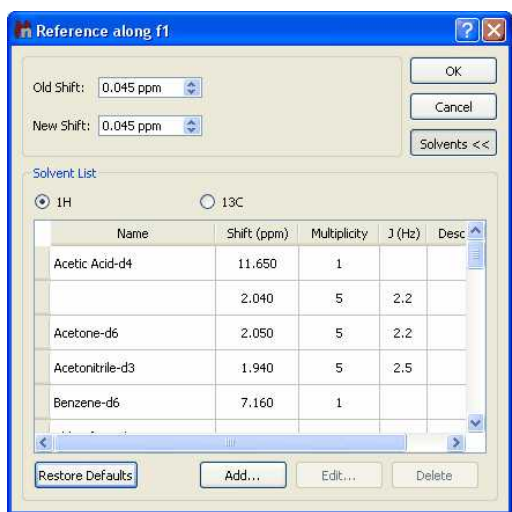 Reference along f1
OK
Old Shift: 0.045 ppm
Cancel
New Shift: 0.045 ppm
Solvents <<
Solvent List
1H 13C
Name Shift (ppm) Multiplicity J (Hz) Desc
Acetic Acid-d4 11.650 1
2.040 5 2.2
Acetone-d6 2.050 5 2.2
Acetonitrile-d3 1.940 5 2.5
Benzene-d6 7.160 1
Restore Defaults Add... Edit... Delete